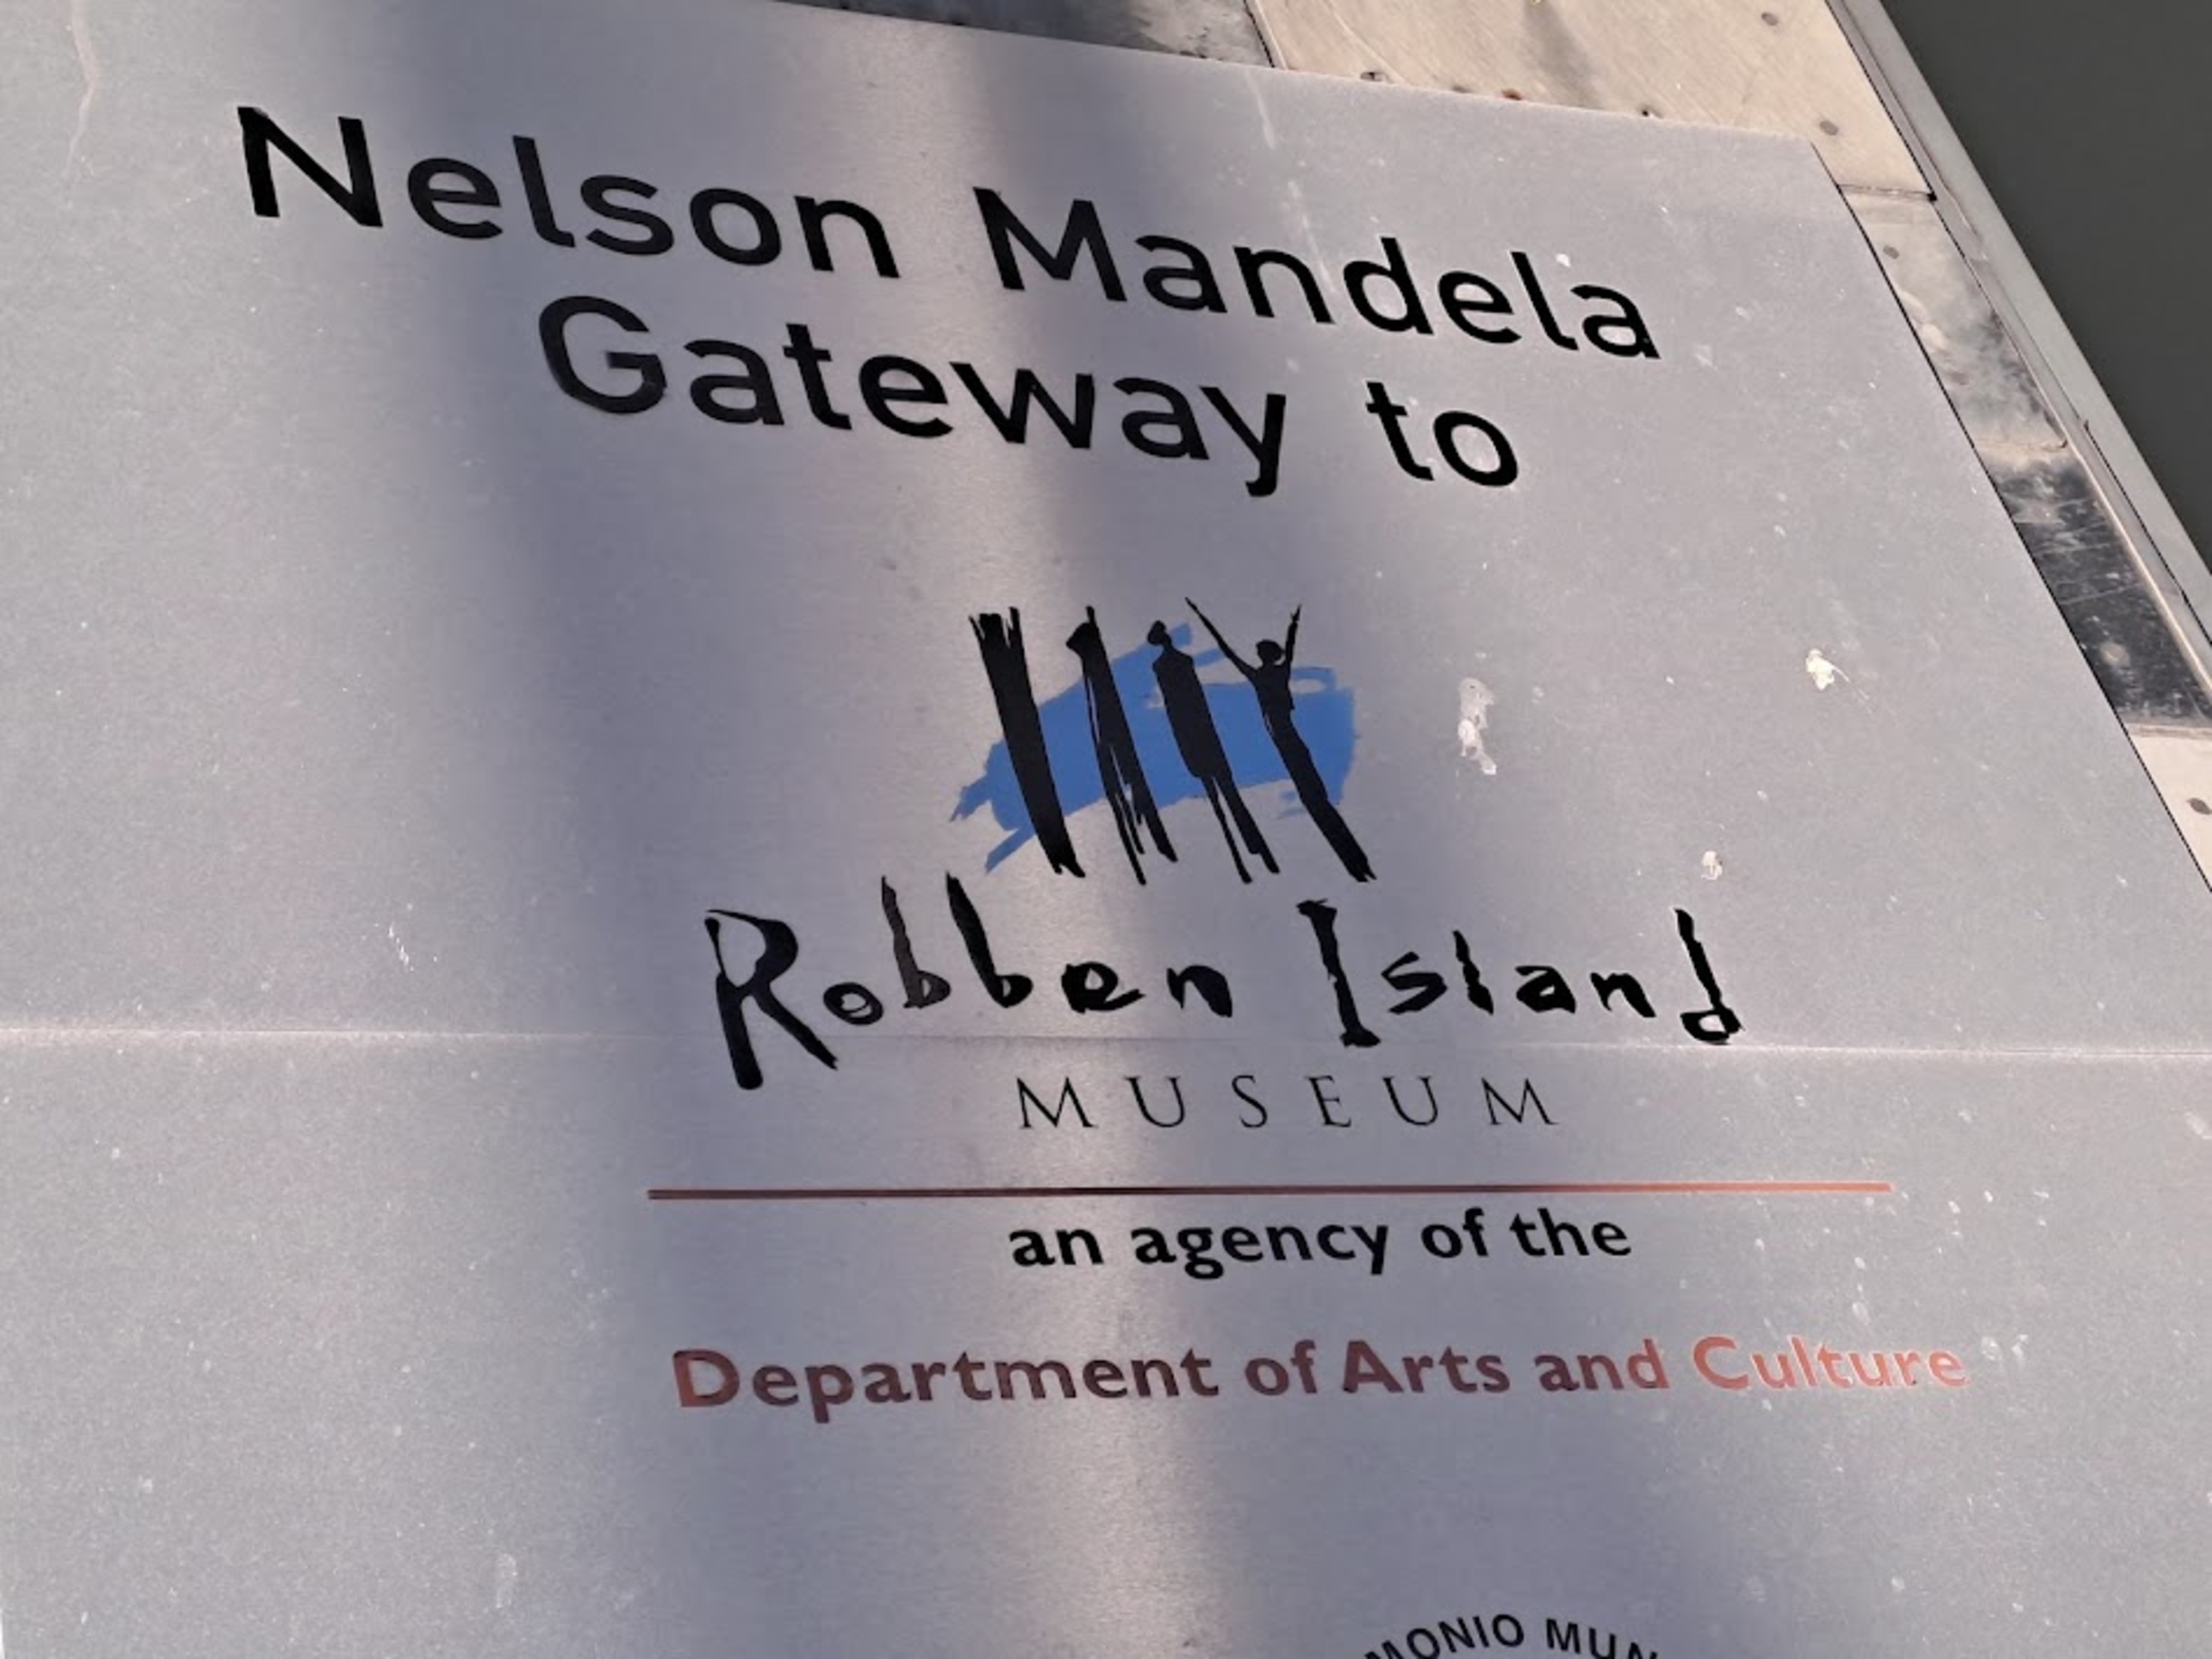 Nelson Mandela
Gateway to
Robben Island
MUSEUM
an agency of the
Department of Arts and Culture